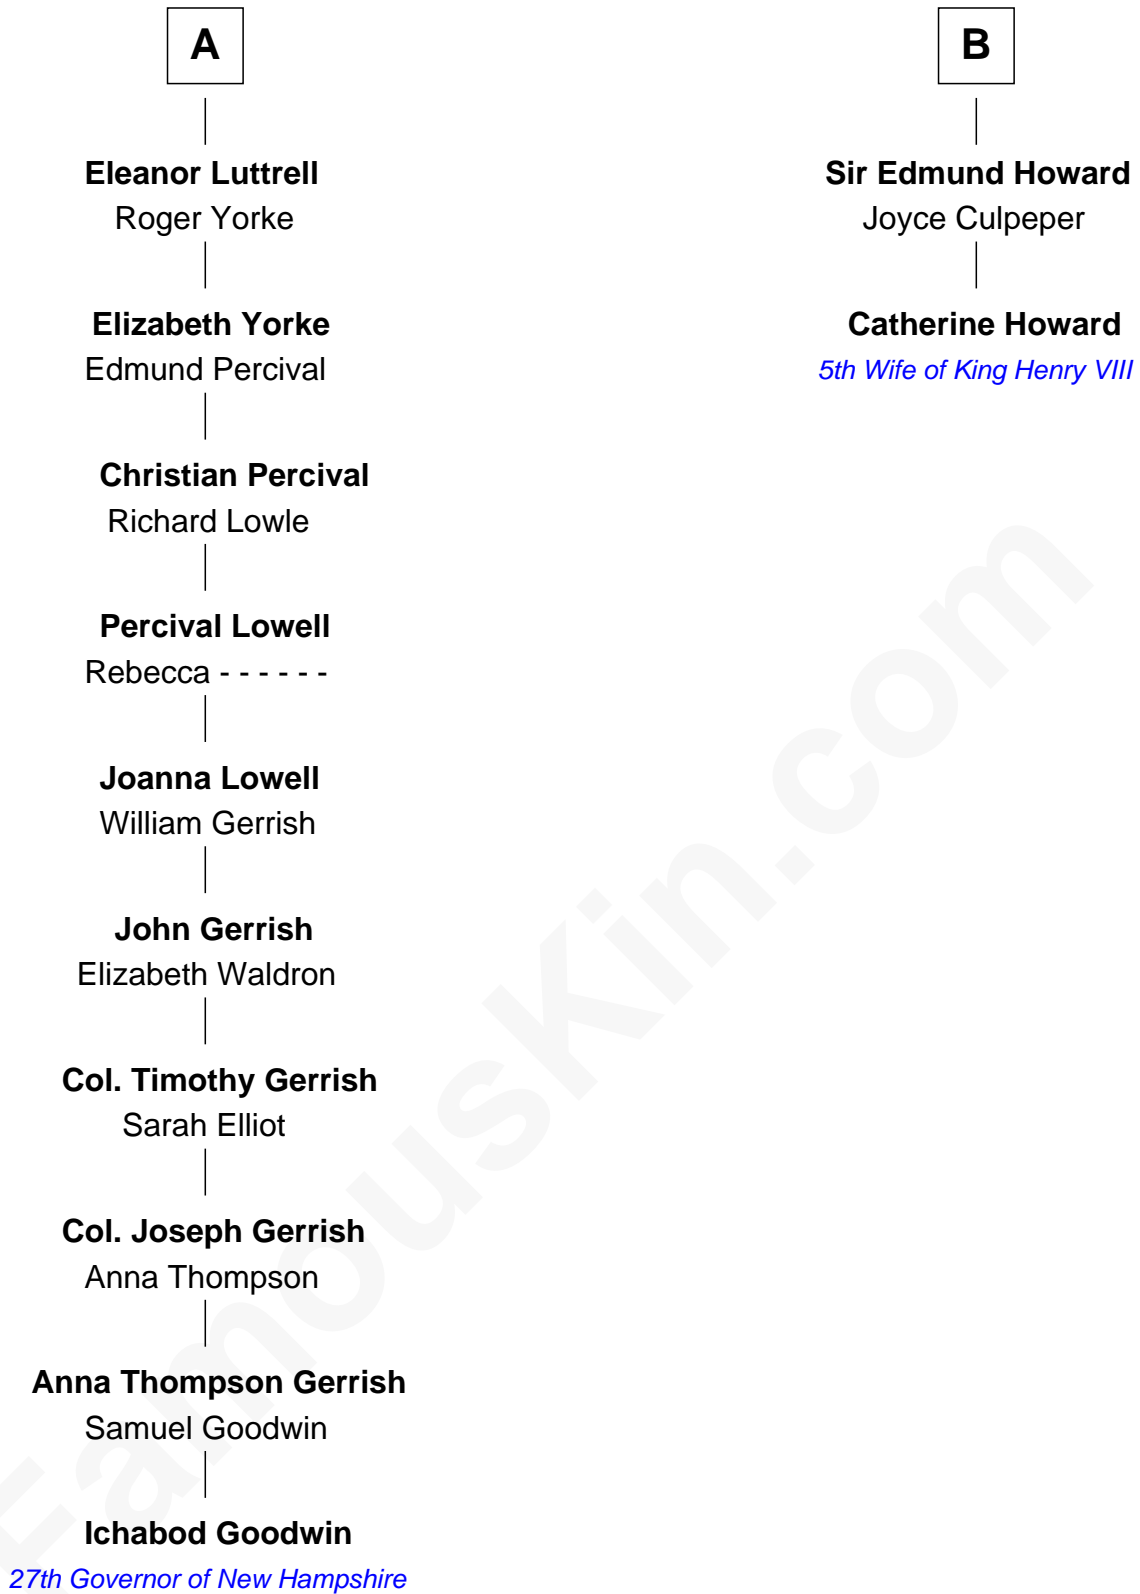 A
Eleanor Luttrell
Roger Yorke
Elizabeth Yorke
Edmund Percival
Christian Percival
Richard Lowle
Percival Lowell
Rebecca - - - - - -
Joanna Lowell
William Gerrish
John Gerrish
Elizabeth Waldron
Col. Timothy Gerrish
Sarah Elliot
Col. Joseph Gerrish
Anna Thompson
Anna Thompson Gerrish
Samuel Goodwin
Ichabod Goodwin
27th Governor of New Hampshire
B
Sir Edmund Howard
Joyce Culpeper
Catherine Howard
5th Wife of King Henry VIII
FamousKin.com